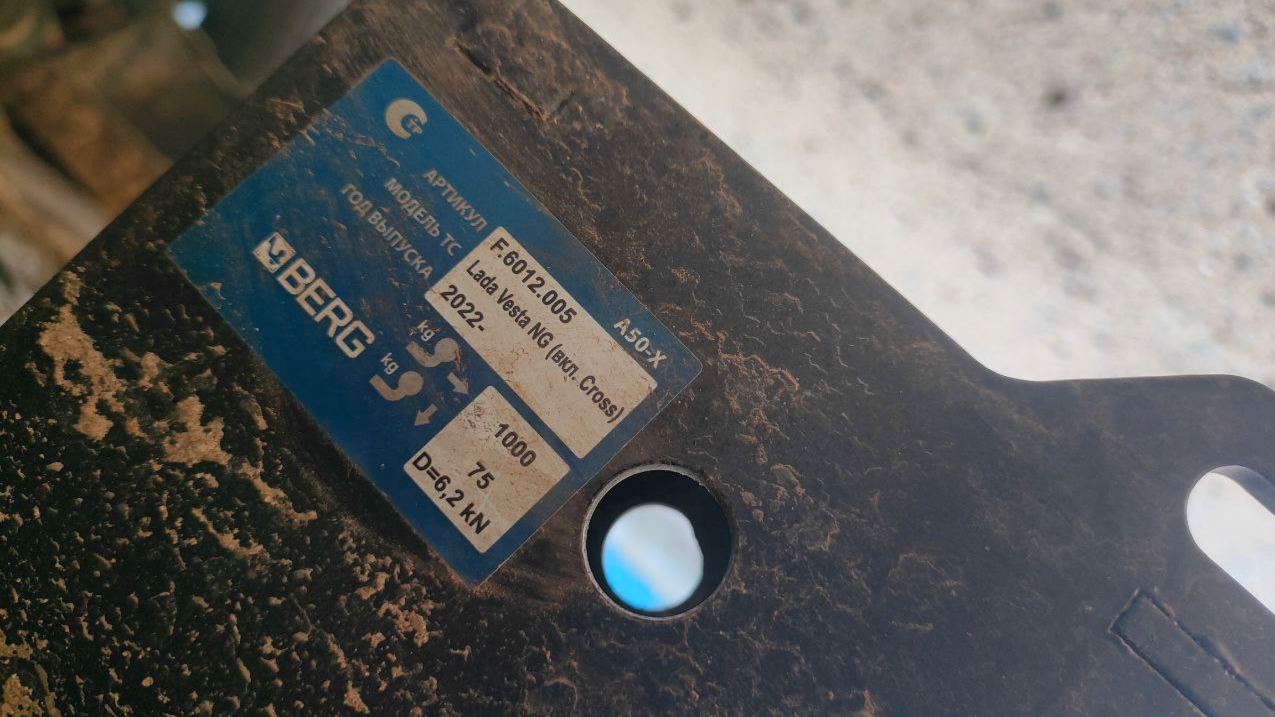 АРТИКУЛ F.6012.005
МОДЕЛЬ ТС Lada Vesta NG (вкл. Cross)
ГОД ВЫПУСКА 2022-
A50-X
BERG
kg 1000
kg 75
D=6,2 kN